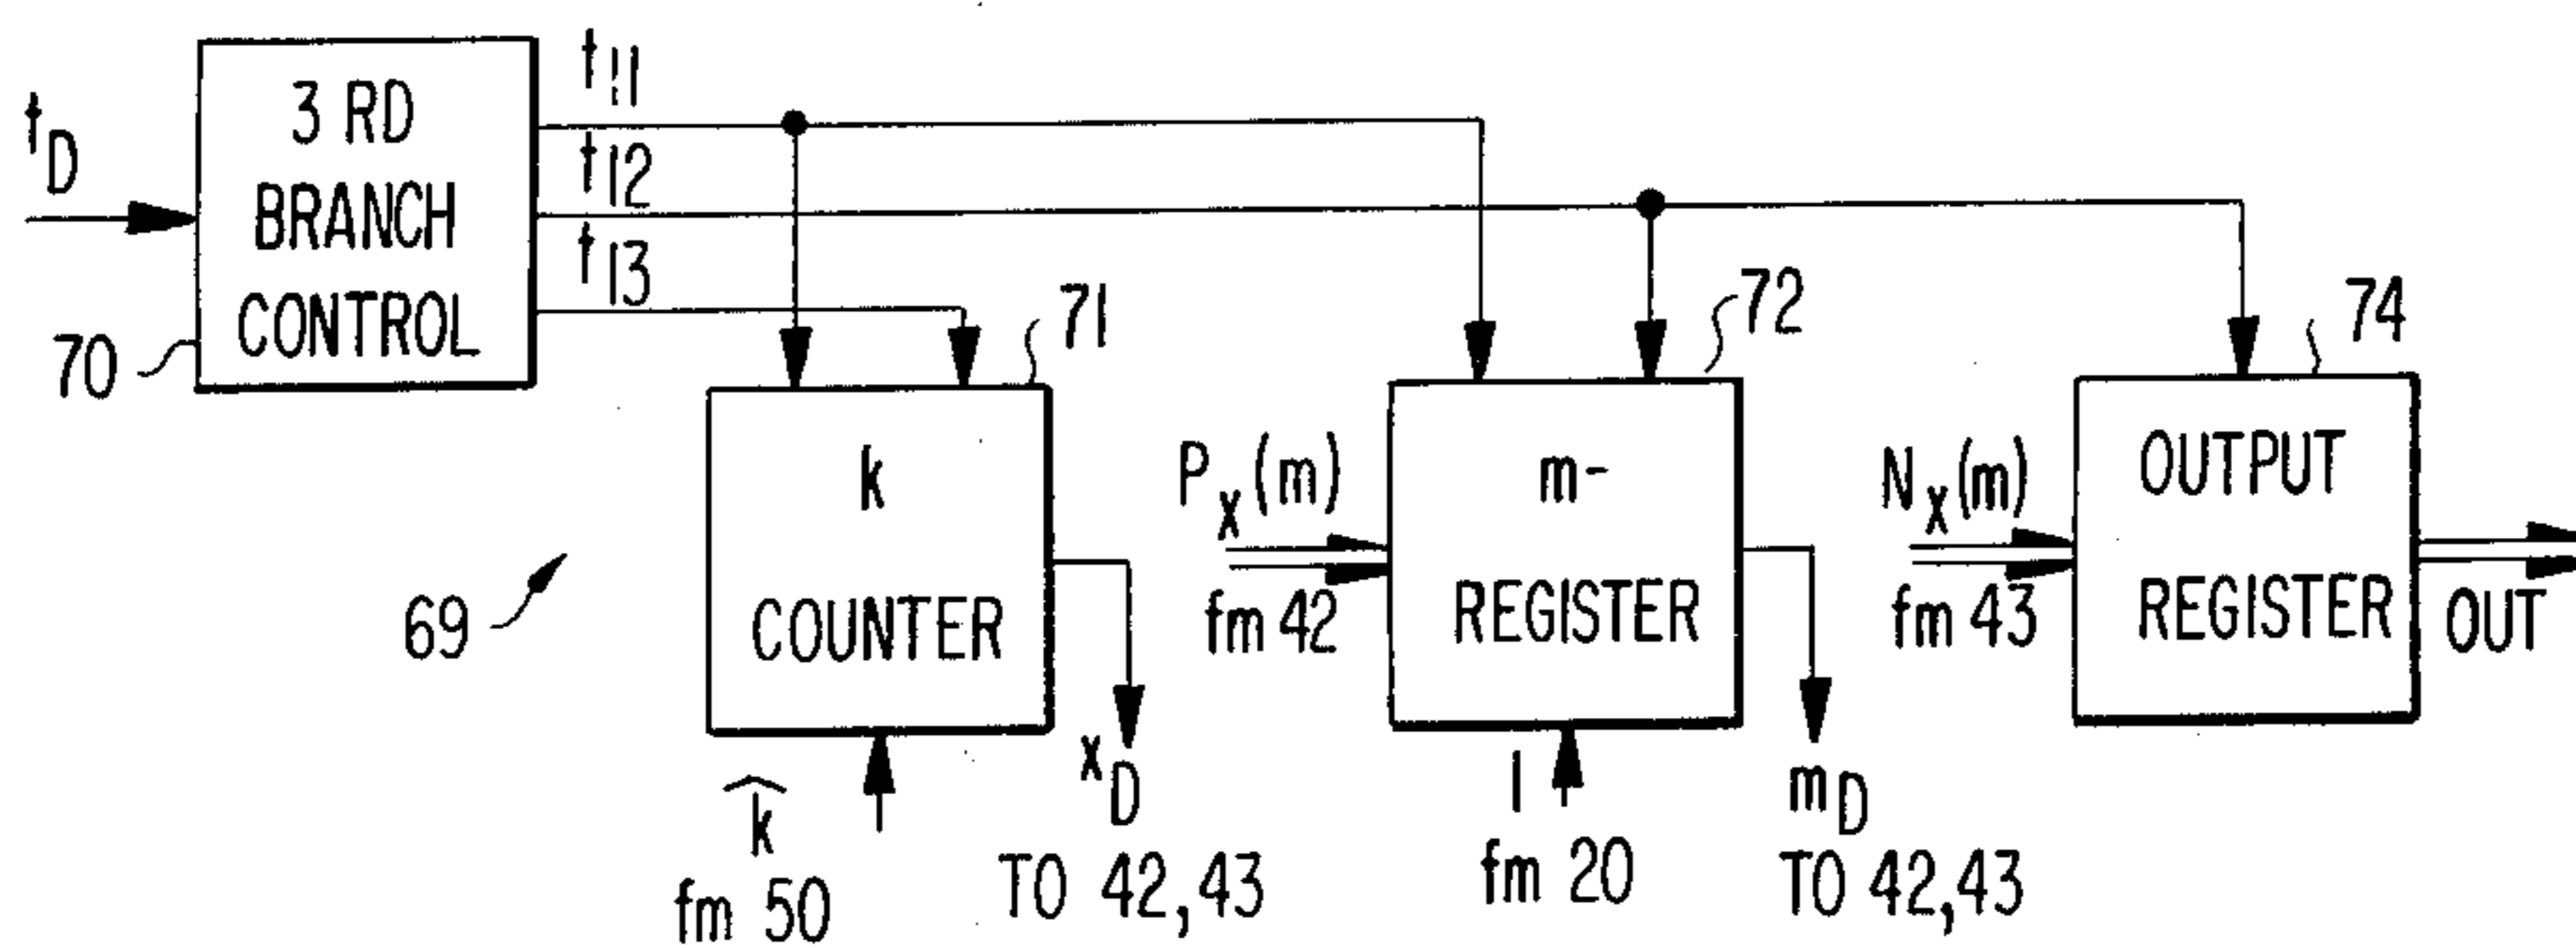 t11
tD
3 RD
BRANCH
CONTROL
t12
t13
70
71
72
74
69
k
COUNTER
Px(m)
fm 42
m-
REGISTER
Nx(m)
fm 43
OUTPUT
REGISTER
OUT
k̂
fm 50
xD
TO 42,43
l
fm 20
mD
TO 42,43